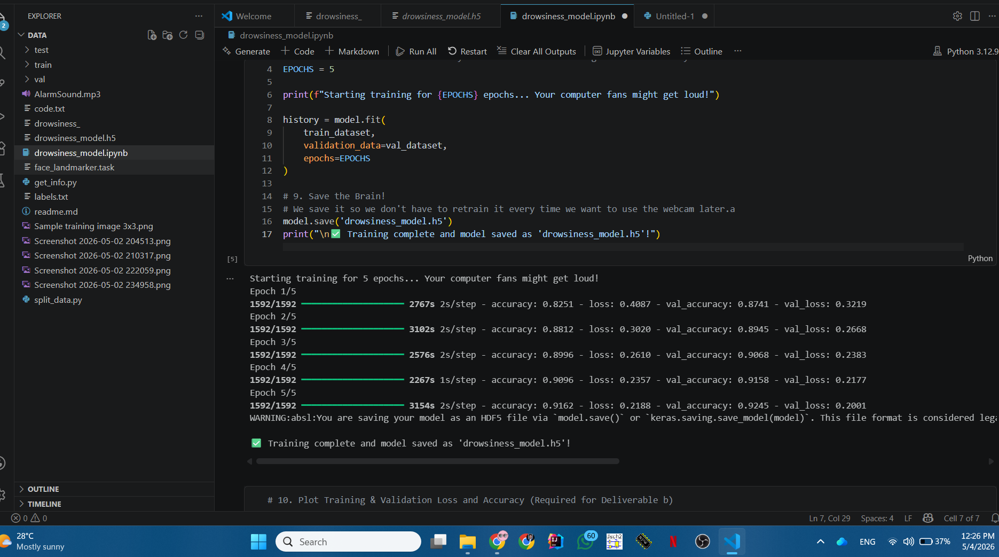 EXPLORER
DATA
test
train
val
AlarmSound.mp3
code.txt
drowsiness_
drowsiness_model.h5
drowsiness_model.ipynb
face_landmarker.task
get_info.py
labels.txt
readme.md
Sample training image 3x3.png
Screenshot 2026-05-02 204513.png
Screenshot 2026-05-02 210317.png
Screenshot 2026-05-02 222059.png
Screenshot 2026-05-02 234958.png
split_data.py
OUTLINE
TIMELINE
2
Welcome
drowsiness_
drowsiness_model.h5
drowsiness_model.ipynb
Untitled-1
drowsiness_model.ipynb
Generate Code Markdown Run All Restart Clear All Outputs Jupyter Variables Outline Python 3.12.9
4 EPOCHS = 5
5
6 print(f"Starting training for {EPOCHS} epochs... Your computer fans might get loud!")
7
8 history = model.fit(
9 train_dataset,
10 validation_data=val_dataset,
11 epochs=EPOCHS
12 )
13
14 # 9. Save the Brain!
15 # We save it so we don't have to retrain it every time we want to use the webcam later.a
16 model.save('drowsiness_model.h5')
17 print("\n✅ Training complete and model saved as 'drowsiness_model.h5'!")
[5]
Python
Starting training for 5 epochs... Your computer fans might get loud!
Epoch 1/5
1592/1592 2767s 2s/step - accuracy: 0.8251 - loss: 0.4087 - val_accuracy: 0.8741 - val_loss: 0.3219
Epoch 2/5
1592/1592 3102s 2s/step - accuracy: 0.8812 - loss: 0.3020 - val_accuracy: 0.8945 - val_loss: 0.2668
Epoch 3/5
1592/1592 2576s 2s/step - accuracy: 0.8996 - loss: 0.2610 - val_accuracy: 0.9068 - val_loss: 0.2383
Epoch 4/5
1592/1592 2267s 1s/step - accuracy: 0.9096 - loss: 0.2357 - val_accuracy: 0.9158 - val_loss: 0.2177
Epoch 5/5
1592/1592 3154s 2s/step - accuracy: 0.9162 - loss: 0.2188 - val_accuracy: 0.9245 - val_loss: 0.2001
WARNING:absl:You are saving your model as an HDF5 file via `model.save()` or `keras.saving.save_model(model)`. This file format is considered lega
✅ Training complete and model saved as 'drowsiness_model.h5'!
# 10. Plot Training & Validation Loss and Accuracy (Required for Deliverable b)
0 0
Ln 7, Col 29 Spaces: 4 LF Cell 7 of 7
28°C
Mostly sunny
Search
IJ
60
dsch2
N
ENG
37%
12:26 PM
5/4/2026